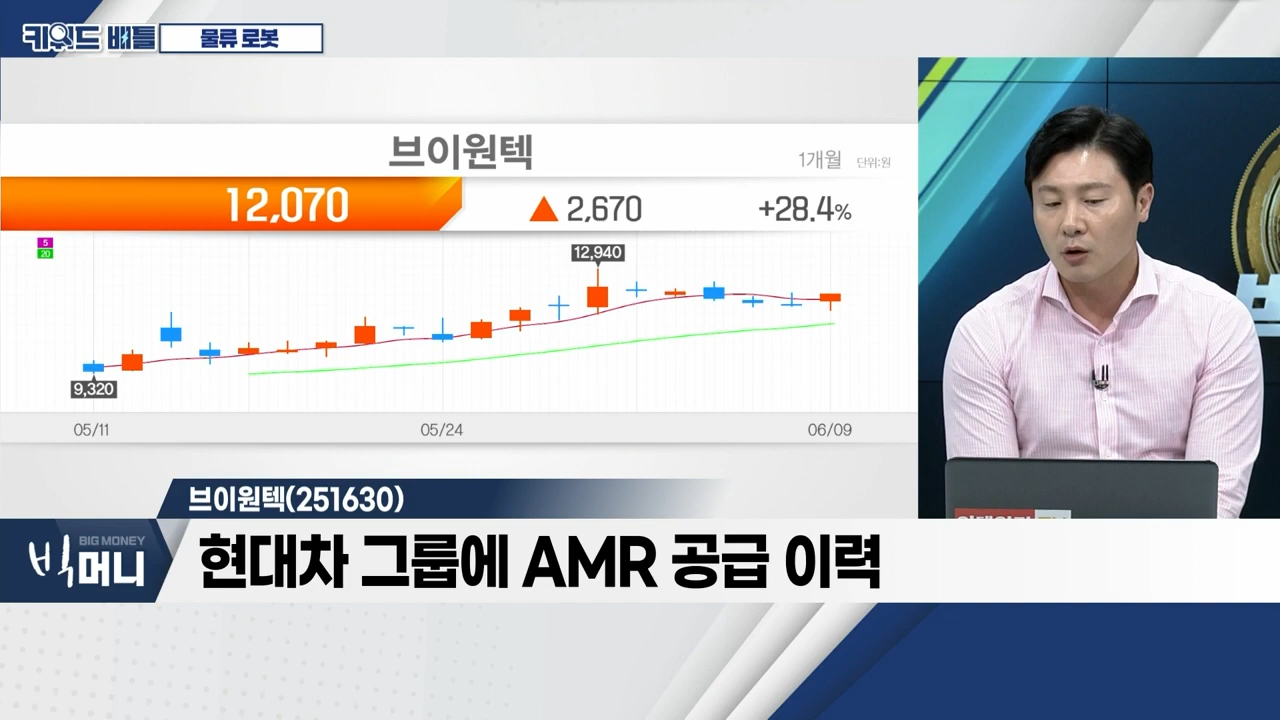 키워드 배틀 물류 로봇
브이원텍 1개월 단위:원
12,070 ▲ 2,670 +28.4%
5
20
12,940
9,320
05/11 05/24 06/09
브이원텍(251630)
BIG MONEY
빅머니
현대차 그룹에 AMR 공급 이력